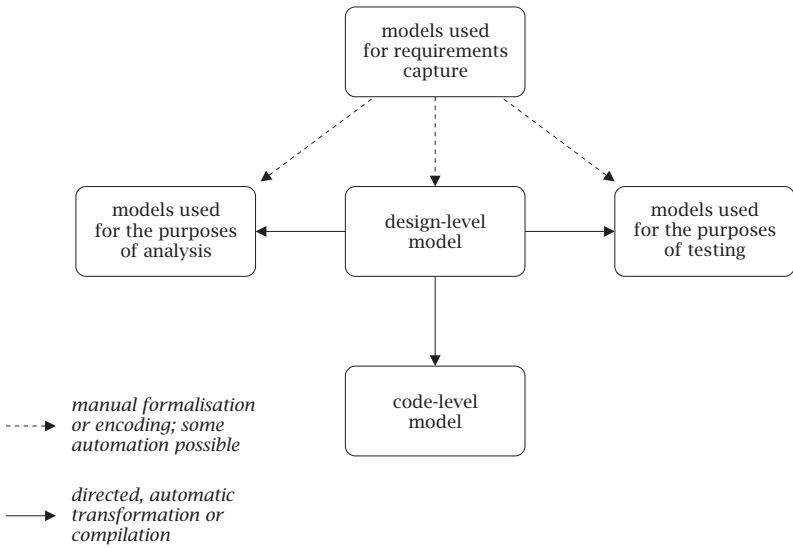 models used
for requirements
capture
models used
for the purposes
of analysis
design-level
model
models used
for the purposes
of testing
code-level
model
manual formalisation
or encoding; some
automation possible
directed, automatic
transformation or
compilation